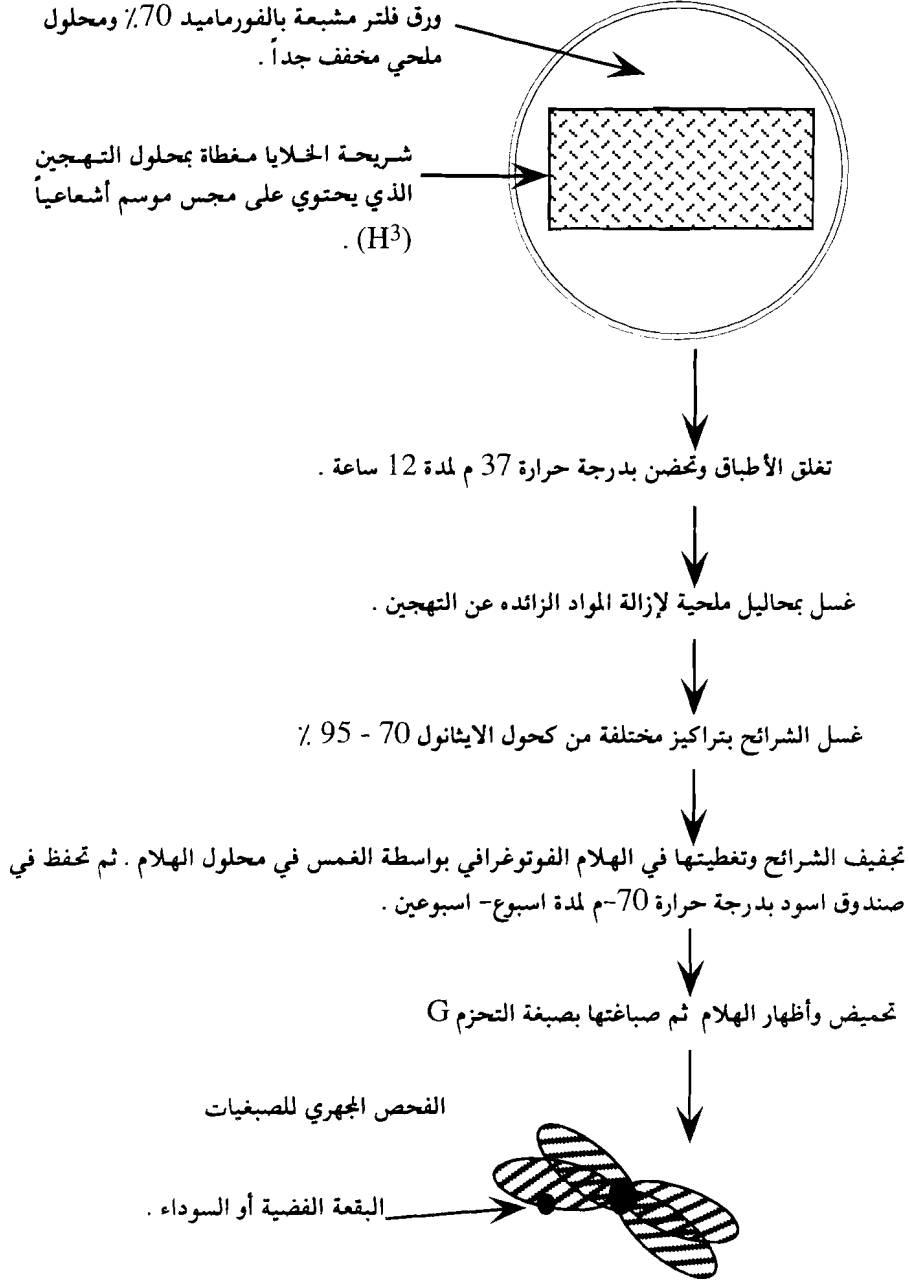 ورق فلتر مشبعة بالفورماميد 70٪ ومحلول
ملحي مخفف جداً .
شريحة الخلايا مغطاة بمحلول التهجين
الذي يحتوي على مجس موسم أشعاعياً
(H3) .
تغلق الأطباق وتحضن بدرجة حرارة 37 م لمدة 12 ساعة .
غسل بمحاليل ملحية لإزالة المواد الزائده عن التهجين .
غسل الشرائح بتراكيز مختلفة من كحول الايثانول 70 - 95 ٪
تجفيف الشرائح وتغطيتها في الهلام الفوتوغرافي بواسطة الغمس في محلول الهلام . ثم تحفظ في
صندوق اسود بدرجة حرارة 70-م لمدة اسبوع- اسبوعين .
تحميض وأظهار الهلام ثم صباغتها بصبغة التحزم G
الفحص المجهري للصبغيات
البقعة الفضية أو السوداء .